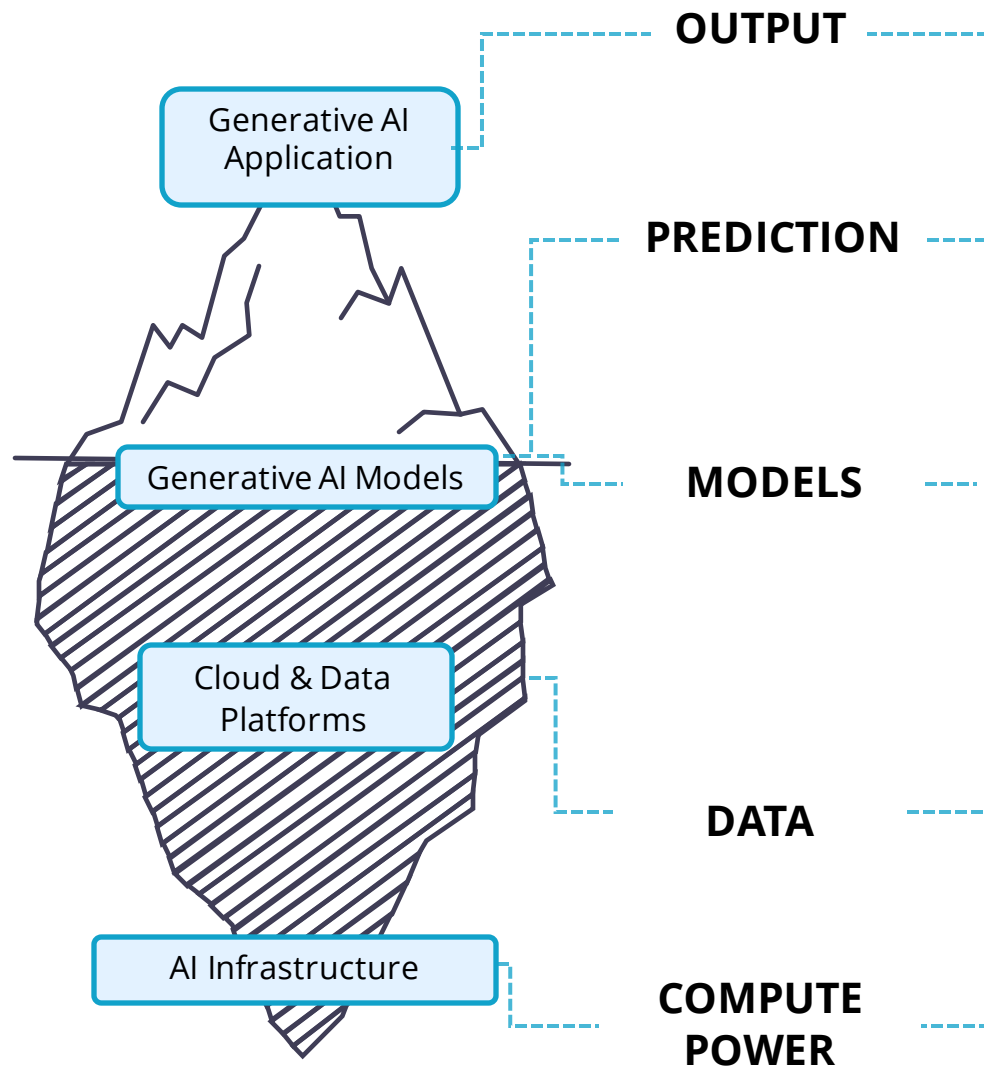 OUTPUT
Generative AI
Application
PREDICTION
Generative AI Models
MODELS
Cloud & Data
Platforms
DATA
AI Infrastructure
COMPUTE
POWER